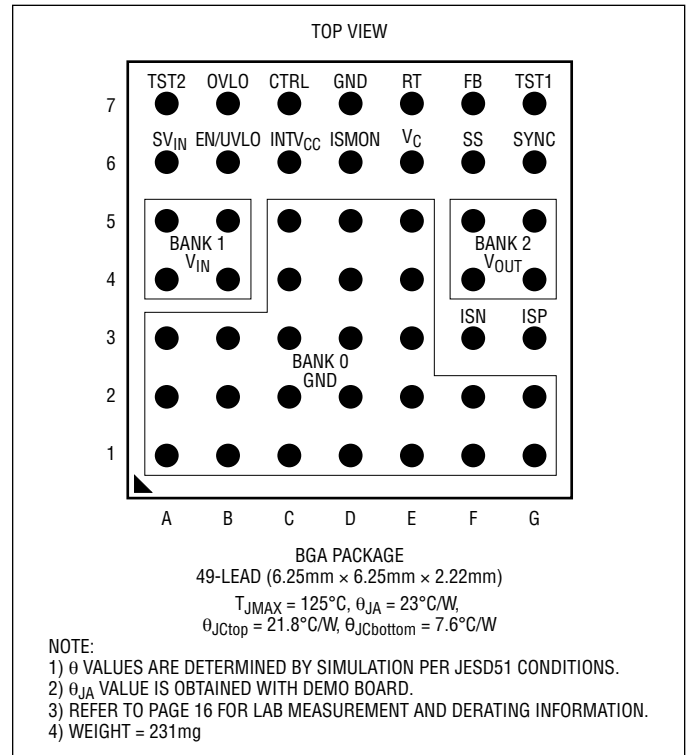 TOP VIEW
TST2 OVLO CTRL GND RT FB TST1
7
SVIN EN/UVLO INTVCC ISMON VC SS SYNC
6
5
BANK 1
VIN
BANK 2
VOUT
4
ISN ISP
3
BANK 0
GND
2
1
A B C D E F G
BGA PACKAGE
49-LEAD (6.25mm × 6.25mm × 2.22mm)
TJMAX = 125°C, θJA = 23°C/W,
θJCtop = 21.8°C/W, θJCbottom = 7.6°C/W
NOTE:
1) θ VALUES ARE DETERMINED BY SIMULATION PER JESD51 CONDITIONS.
2) θJA VALUE IS OBTAINED WITH DEMO BOARD.
3) REFER TO PAGE 16 FOR LAB MEASUREMENT AND DERATING INFORMATION.
4) WEIGHT = 231mg